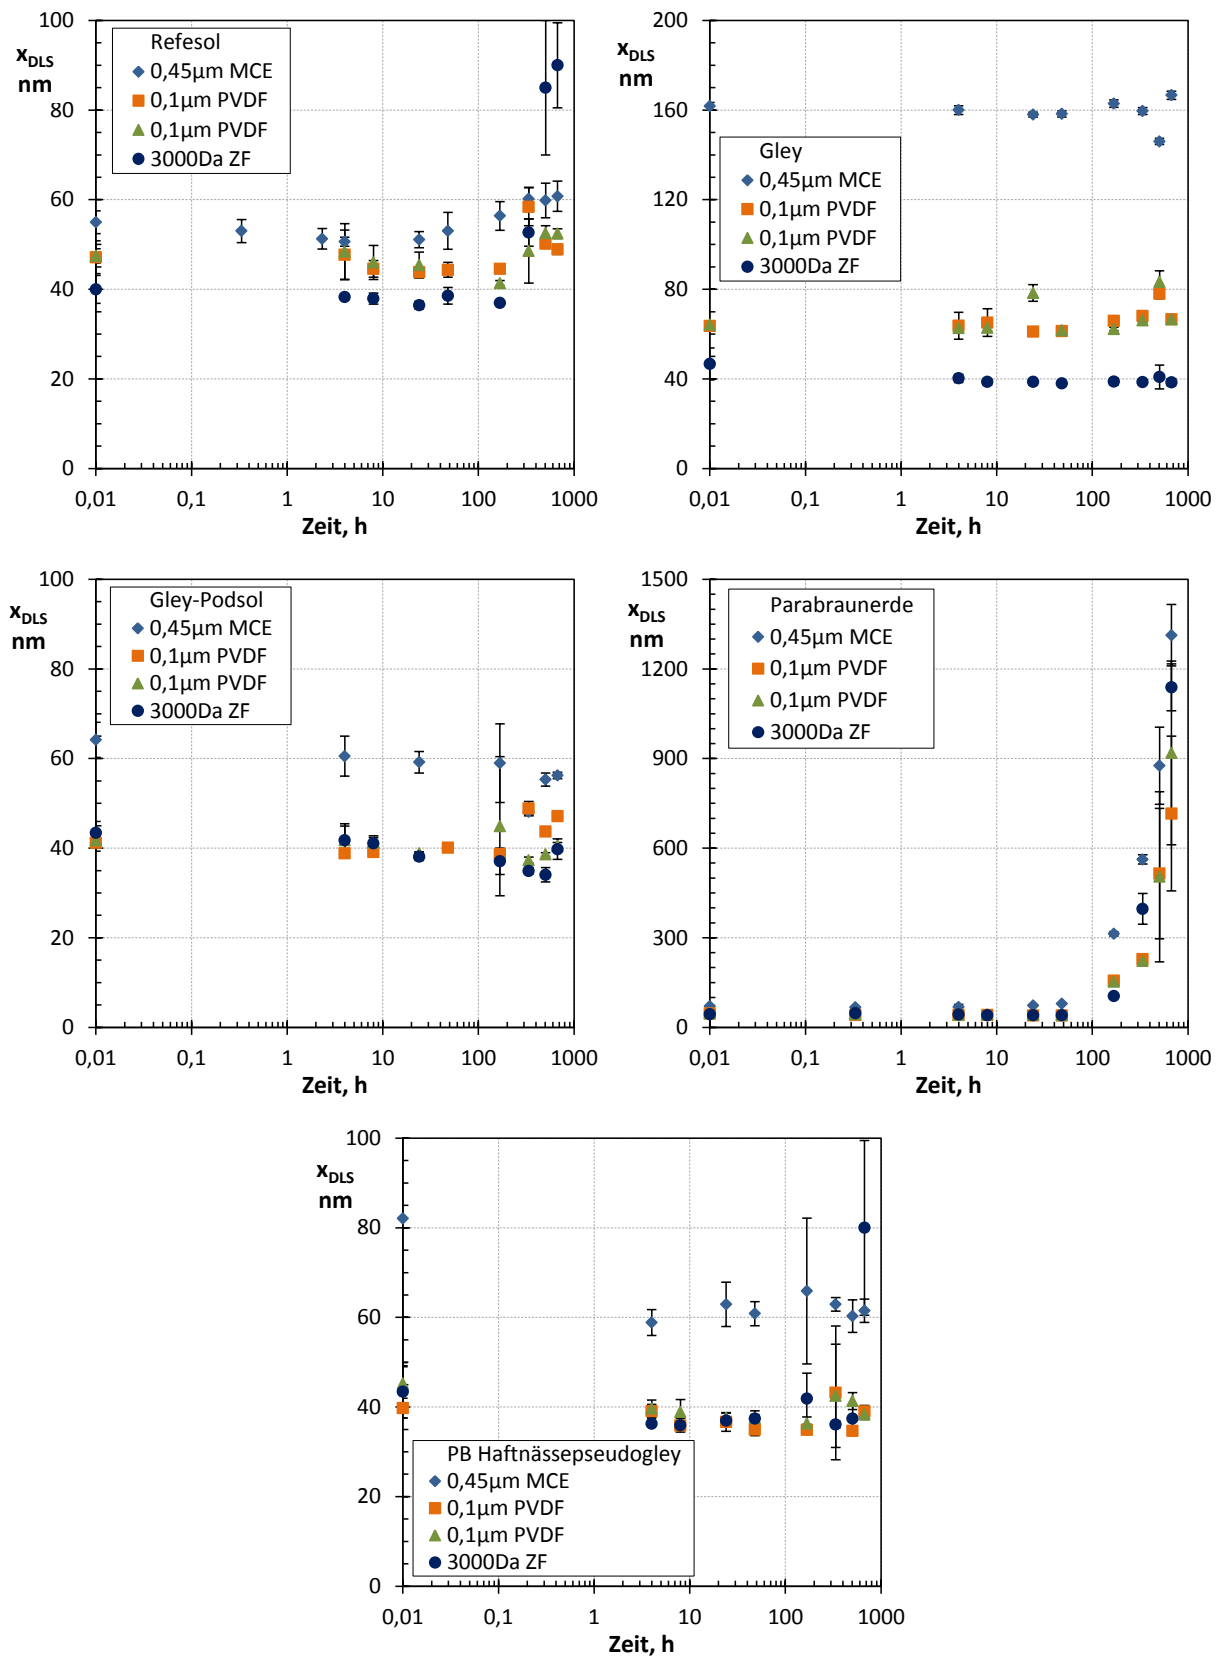 x_DLS
nm
100
80
60
40
20
0
Refesol
0,45µm MCE
0,1µm PVDF
0,1µm PVDF
3000Da ZF
0,01 0,1 1 10 100 1000
Zeit, h
x_DLS
nm
200
160
120
80
40
0
Gley
0,45µm MCE
0,1µm PVDF
0,1µm PVDF
3000Da ZF
0,01 0,1 1 10 100 1000
Zeit, h
x_DLS
nm
100
80
60
40
20
0
Gley-Podsol
0,45µm MCE
0,1µm PVDF
0,1µm PVDF
3000Da ZF
0,01 0,1 1 10 100 1000
Zeit, h
x_DLS
nm
1500
1200
900
600
300
0
Parabraunerde
0,45µm MCE
0,1µm PVDF
0,1µm PVDF
3000Da ZF
0,01 0,1 1 10 100 1000
Zeit, h
x_DLS
nm
100
80
60
40
20
0
PB Haftnässepseudogley
0,45µm MCE
0,1µm PVDF
0,1µm PVDF
3000Da ZF
0,01 0,1 1 10 100 1000
Zeit, h